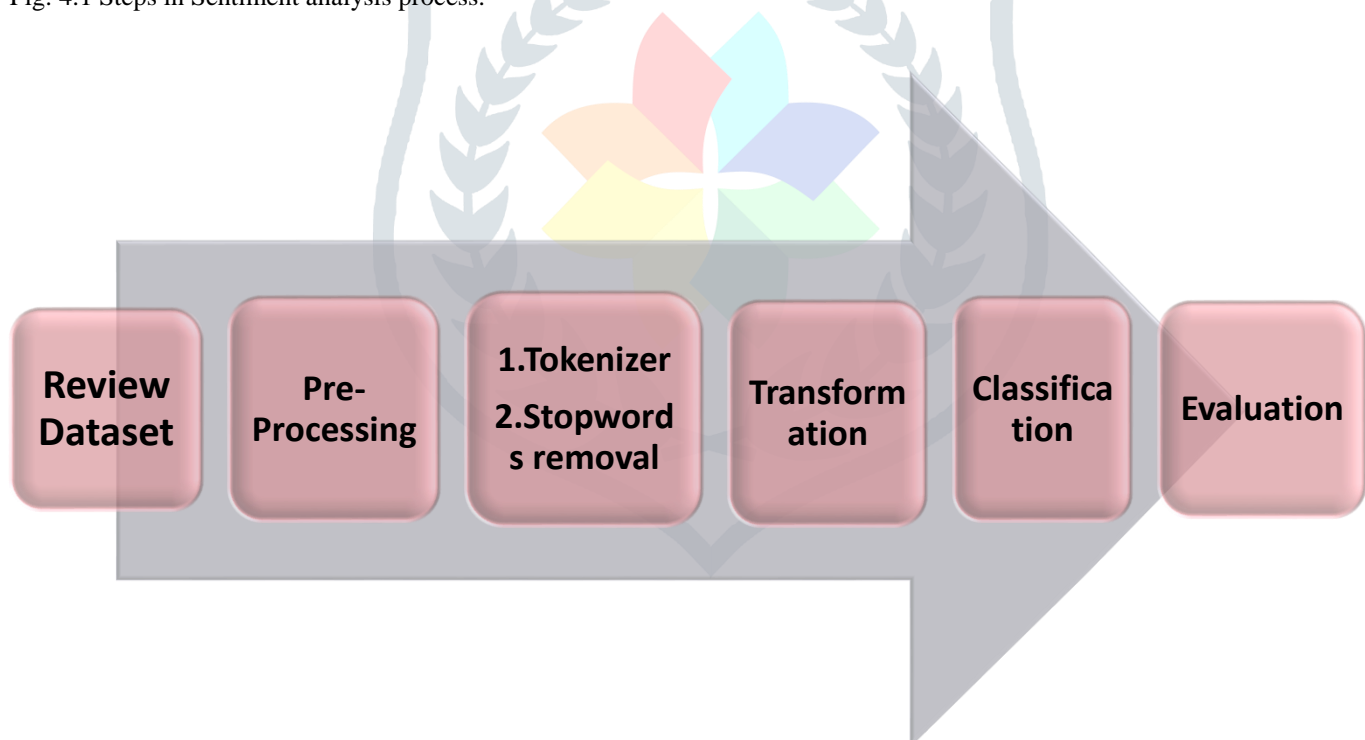 Fig. 4.1 Steps in Sentiment analysis process.
Review
Dataset
Pre-
Processing
1.Tokenizer
2.Stopword
s removal
Transform
ation
Classifica
tion
Evaluation